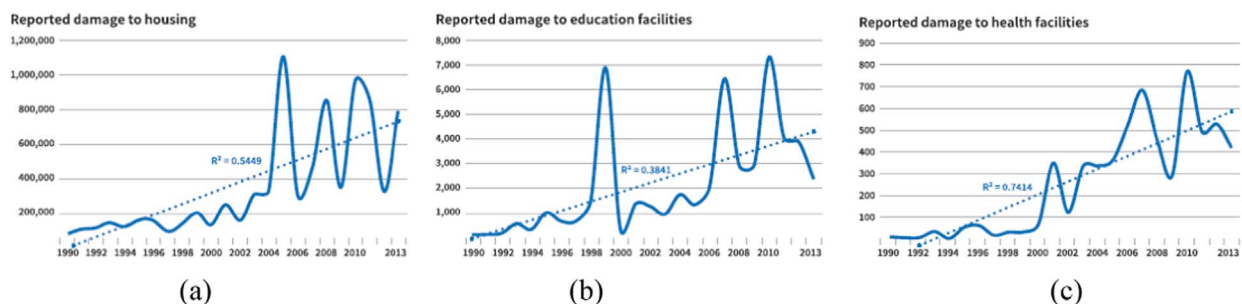 Reported damage to housing
1,200,000
1,000,000
800,000
600,000
400,000
200,000
R² = 0.5449
1990 1992 1994 1996 1998 2000 2002 2004 2006 2008 2010 2013
(a)
Reported damage to education facilities
8,000
7,000
6,000
5,000
4,000
3,000
2,000
1,000
R² = 0.3841
1990 1992 1994 1996 1998 2000 2002 2004 2006 2008 2010 2013
(b)
Reported damage to health facilities
900
800
700
600
500
400
300
200
100
R² = 0.7414
1990 1992 1994 1996 1998 2000 2002 2004 2006 2008 2010 2013
(c)